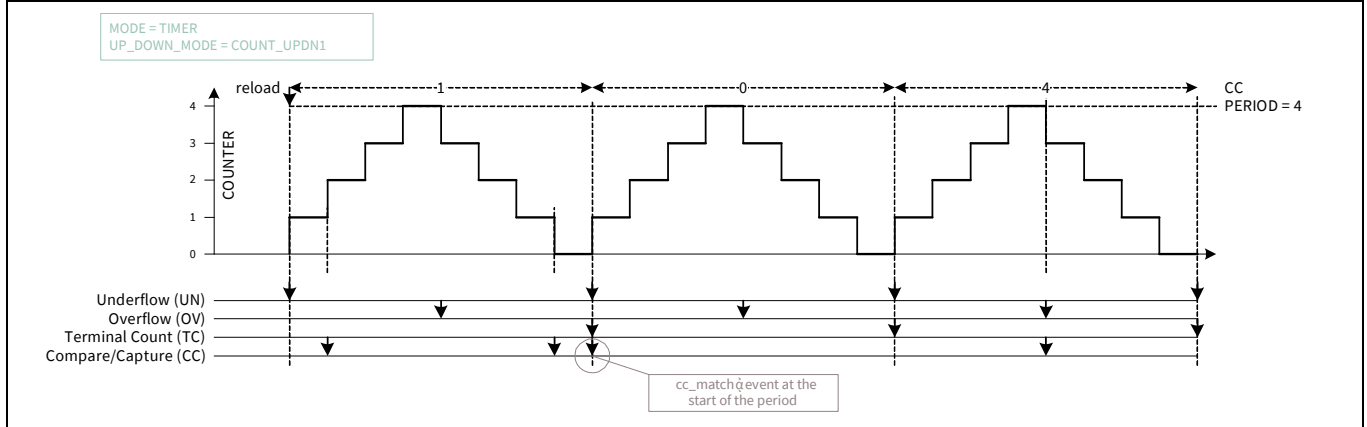 MODE = TIMER
UP_DOWN_MODE = COUNT_UPDN1
reload
1
0
4
CC
PERIOD = 4
4
3
2
1
0
COUNTER
Underflow (UN)
Overflow (OV)
Terminal Count (TC)
Compare/Capture (CC)
cc_match event at the
start of the period